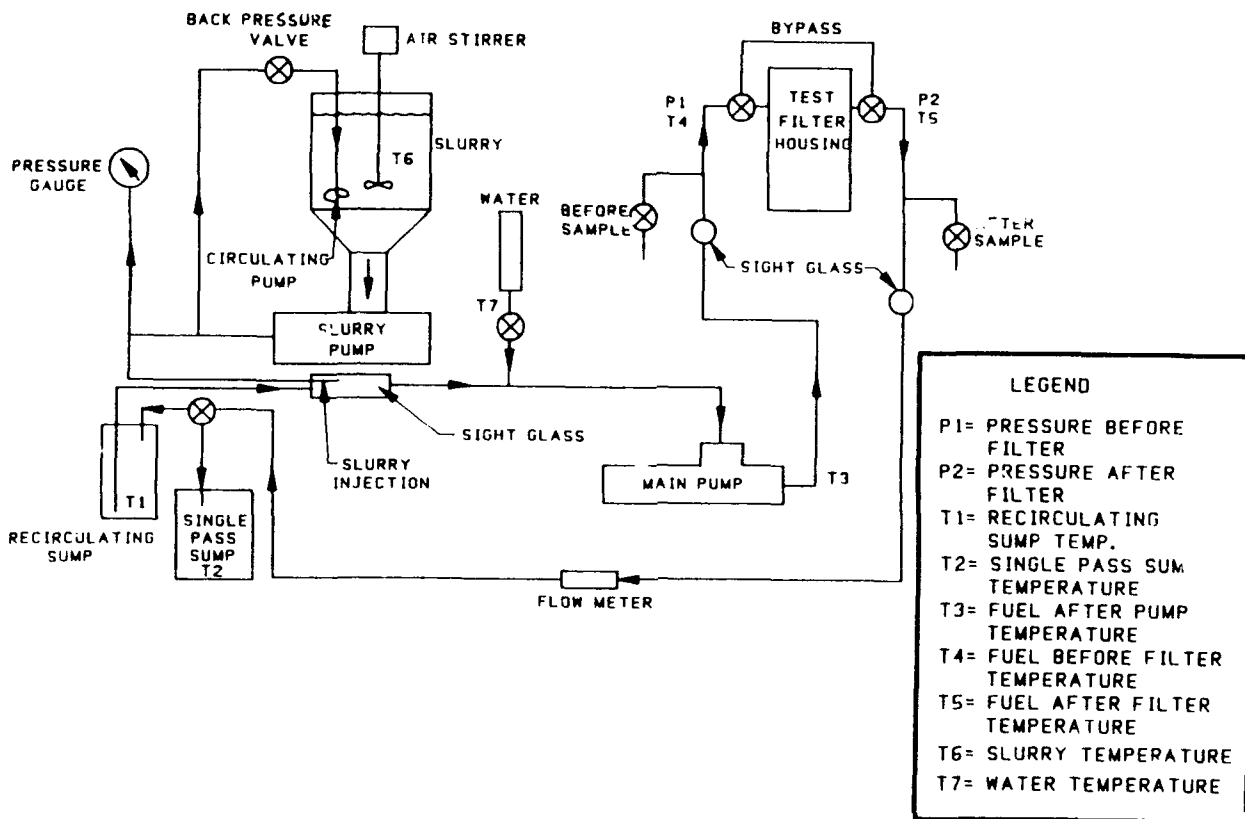 BACK PRESSURE
VALVE
AIR STIRRER
BYPASS
P1
T4
TEST
FILTER
HOUSING
P2
T5
SLURRY
T6
PRESSURE
GAUGE
WATER
BEFORE
SAMPLE
SAMPLE
CIRCULATING
PUMP
SIGHT GLASS
T7
PUMP
SIGHT GLASS
SLURRY
INJECTION
MAIN PUMP
T3
T1
RECIRCULATING
SUMP
SINGLE
PASS
SUMP
T2
FLOW METER
LEGEND
P1= PRESSURE BEFORE
FILTER
P2= PRESSURE AFTER
FILTER
T1= RECIRCULATING
SUMP TEMP.
T2= SINGLE PASS SUM
TEMPERATURE
T3= FUEL AFTER PUMP
TEMPERATURE
T4= FUEL BEFORE FILTER
TEMPERATURE
T5= FUEL AFTER FILTER
TEMPERATURE
T6= SLURRY TEMPERATURE
T7= WATER TEMPERATURE